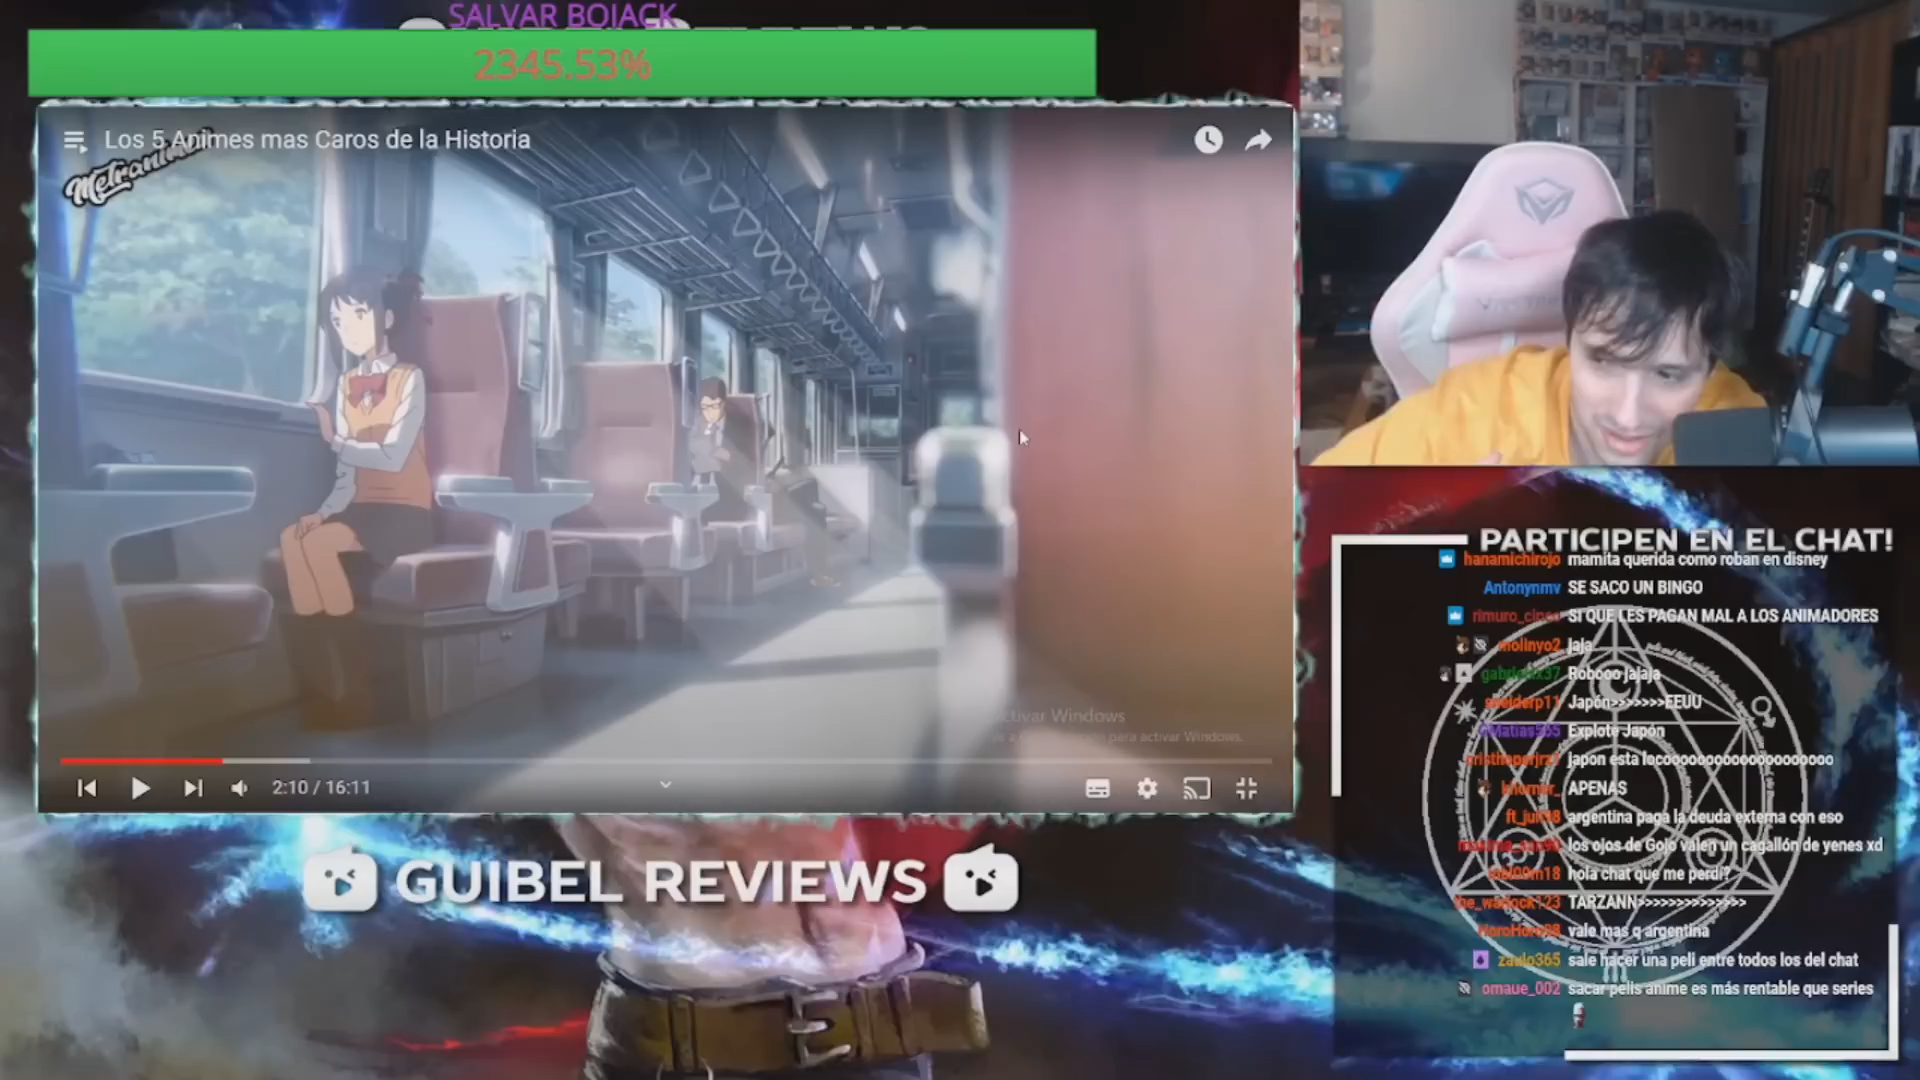 SALVAR BOJACK
2345.53%
Los 5 Animes mas Caros de la Historia
Metranimo
2:10 / 16:11
GUIBEL REVIEWS
PARTICIPEN EN EL CHAT!
hanamichirojo mamita querida como roban en disney
Antonynmv SE SACO UN BINGO
SI QUE LES PAGAN MAL A LOS ANIMADORES
molinyo2 jaja
Robooo jajaja
Japón>>>>>>>EEUU
Explote Japón
japon esta locooooooooooooooooooo
APENAS
argentina paga la deuda externa con eso
los ojos de Gojo valen un cagallón de yenes xd
hola chat que me perdi?
TARZANN>>>>>>>>>>>>>>
vale mas q argentina
zaulo365 sale hacer una peli entre todos los del chat
omaue_002 sacar pelis anime es más rentable que series